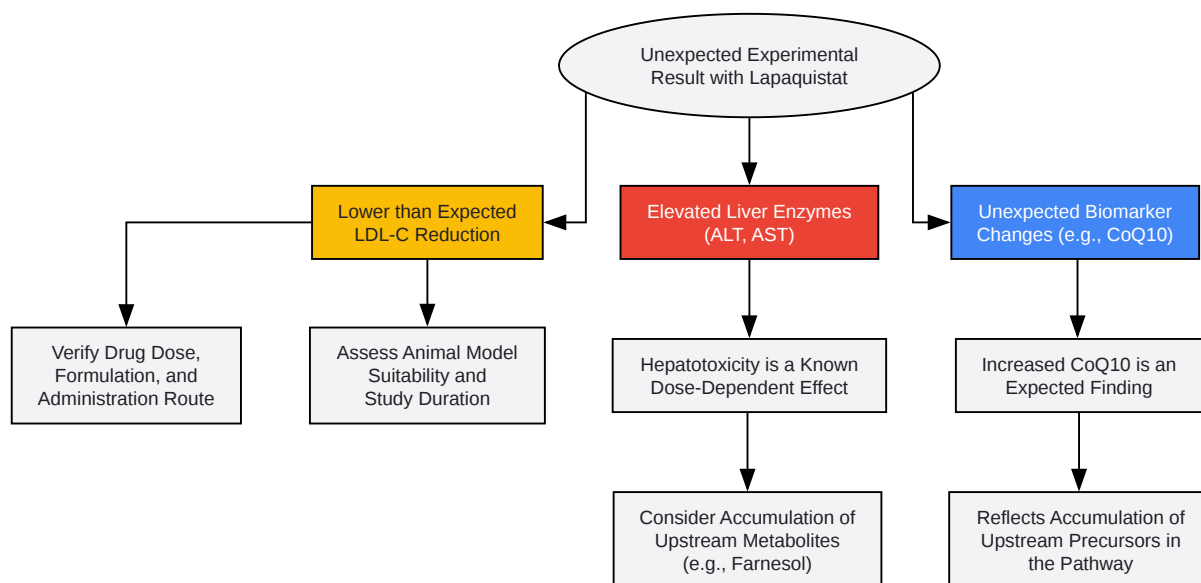 Unexpected Experimental
Result with Lapaquistat
Lower than Expected
LDL-C Reduction
Elevated Liver Enzymes
(ALT, AST)
Unexpected Biomarker
Changes (e.g., CoQ10)
Verify Drug Dose,
Formulation, and
Administration Route
Assess Animal Model
Suitability and
Study Duration
Hepatotoxicity is a Known
Dose-Dependent Effect
Increased CoQ10 is an
Expected Finding
Consider Accumulation of
Upstream Metabolites
(e.g., Farnesol)
Reflects Accumulation of
Upstream Precursors in
the Pathway